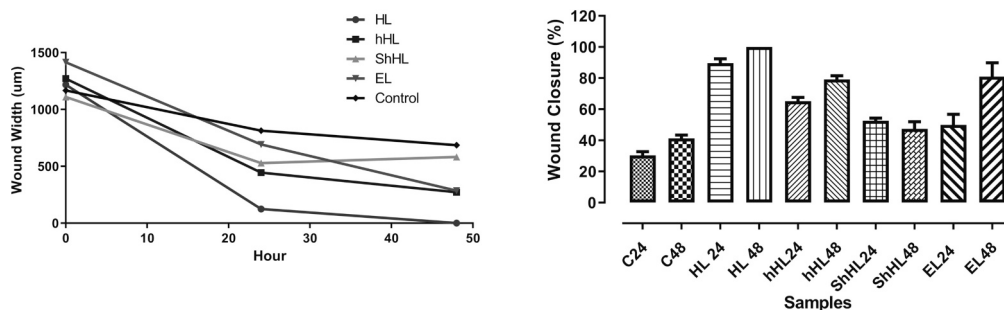 HL
hHL
ShHL
EL
Control
1500
1000
500
0
Wound Width (um)
0 10 20 30 40 50
Hour
120
100
80
60
40
20
0
Wound Closure (%)
C24 C48 HL 24 HL 48 hHL24 hHL48 ShHL24 ShHL48 EL24 EL48
Samples